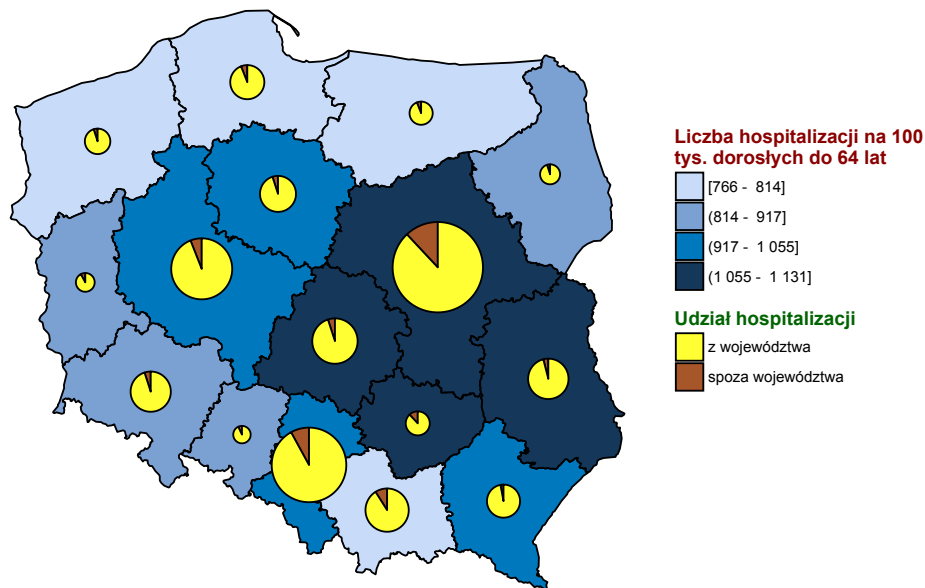 Liczba hospitalizacji na 100
tys. dorosłych do 64 lat
[766 - 814]
(814 - 917]
(917 - 1 055]
(1 055 - 1 131]
Udział hospitalizacji
z województwa
spoza województwa